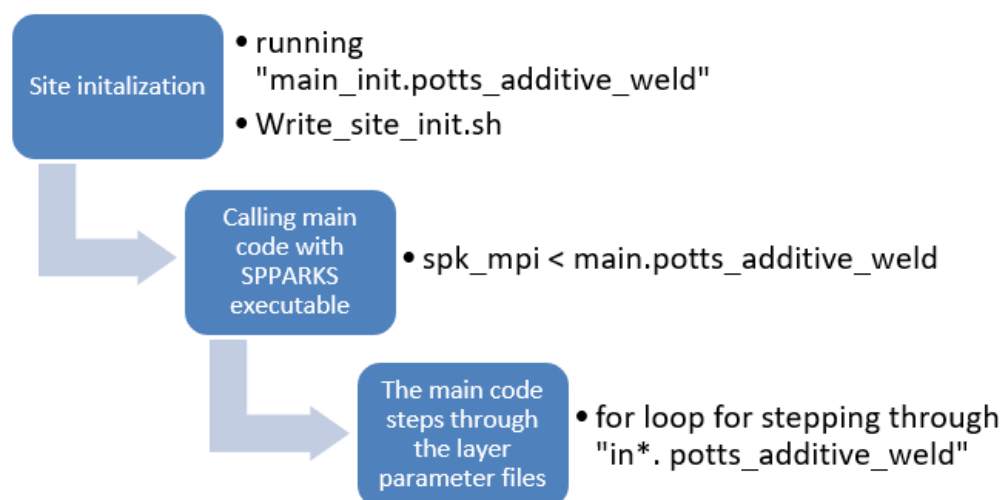 Site initalization
• running
"main_init.potts_additive_weld"
• Write_site_init.sh
Calling main
code with
SPPARKS
executable
• spk_mpi < main.potts_additive_weld
The main code
steps through
the layer
parameter files
• for loop for stepping through
"in*. potts_additive_weld"